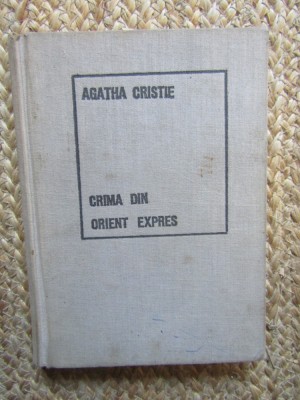 AGATHA CRISTIE
CRIMA DIN
ORIENT EXPRES